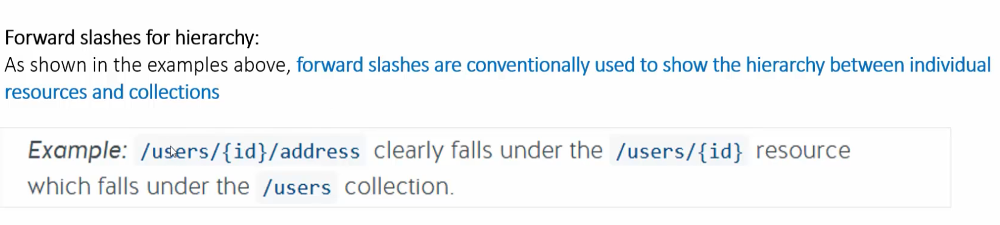 Forward slashes for hierarchy:
As shown in the examples above, forward slashes are conventionally used to show the hierarchy between individual
resources and collections
Example: /users/{id}/address clearly falls under the /users/{id} resource
which falls under the /users collection.